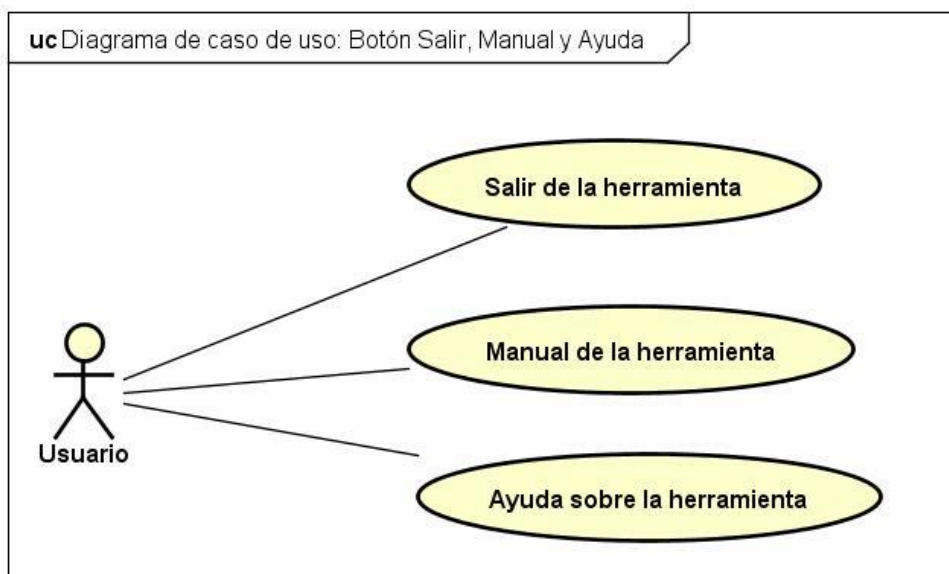 uc Diagrama de caso de uso: Botón Salir, Manual y Ayuda
Salir de la herramienta
Manual de la herramienta
Usuario
Ayuda sobre la herramienta